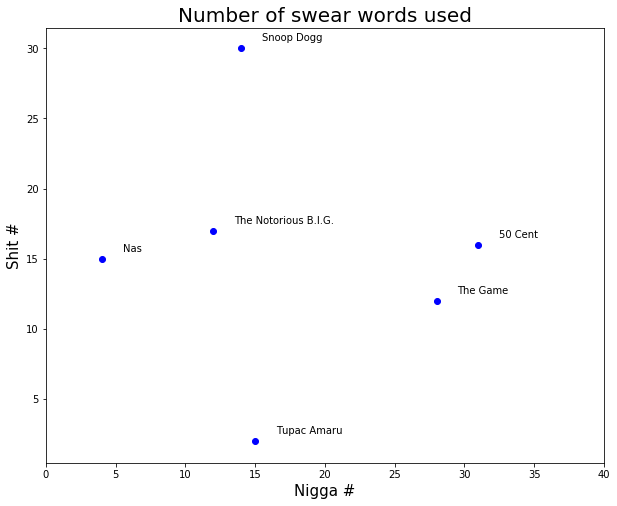 Number of swear words used
Snoop Dogg
The Notorious B.I.G.
50 Cent
Nas
The Game
Tupac Amaru
Shit #
30
25
20
15
10
5
0
5
10
15
20
25
30
35
40
Nigga #